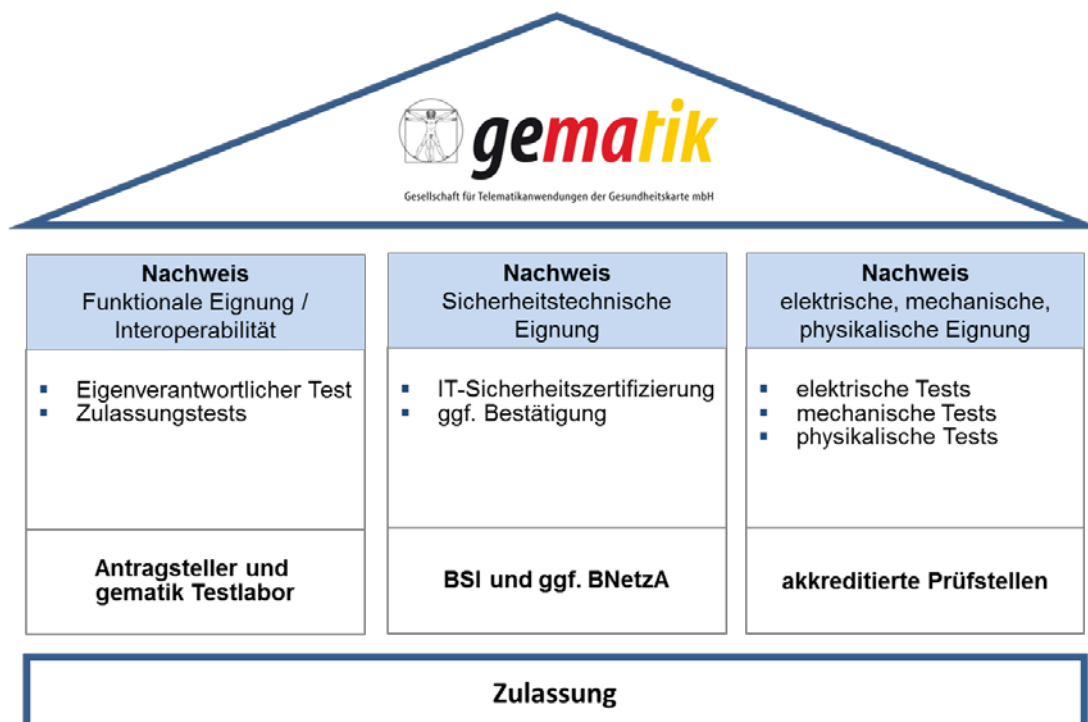 gematik
Gesellschaft für Telematikanwendungen der Gesundheitskarte mbH
Nachweis
Funktionale Eignung /
Interoperabilität
▪ Eigenverantwortlicher Test
▪ Zulassungstests
Antragsteller und
gematik Testlabor
Nachweis
Sicherheitstechnische
Eignung
▪ IT-Sicherheitszertifizierung
▪ ggf. Bestätigung
BSI und ggf. BNetzA
Nachweis
elektrische, mechanische,
physikalische Eignung
▪ elektrische Tests
▪ mechanische Tests
▪ physikalische Tests
akkreditierte Prüfstellen
Zulassung